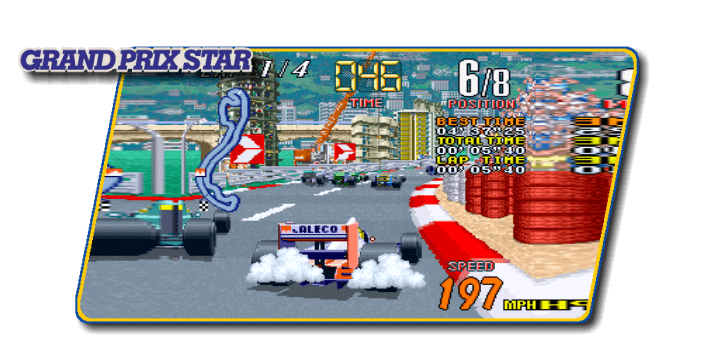 GRAND PRIX STAR
1/4
046
TIME
6/8
POSITION
BEST TIME
04'37"25
TOTAL TIME
00'05"40
LAP TIME
00'05"40
JALECO
SPEED
197 MPH